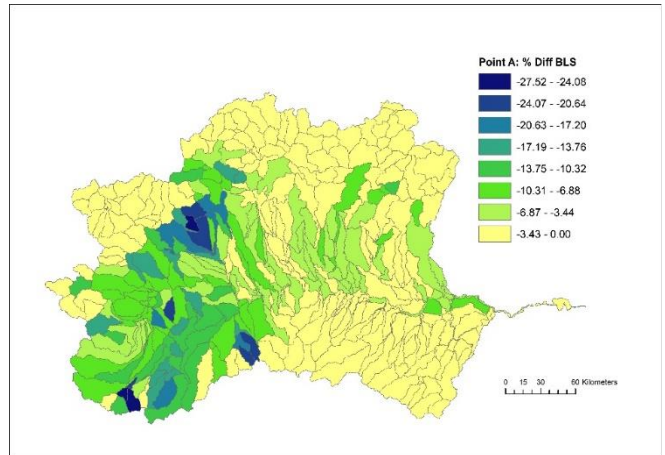 Point A: % Diff BLS
-27.52 - -24.08
-24.07 - -20.64
-20.63 - -17.20
-17.19 - -13.76
-13.75 - -10.32
-10.31 - -6.88
-6.87 - -3.44
-3.43 - 0.00
0 15 30 60 Kilometers